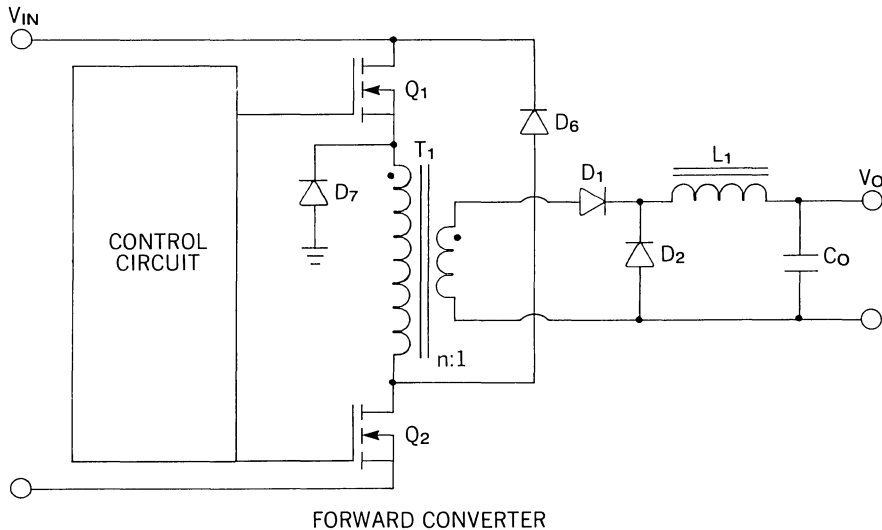 VIN
Q1
T1
D6
L1
D1
VO
D7
CONTROL
CIRCUIT
D2
CO
n:1
Q2
FORWARD CONVERTER